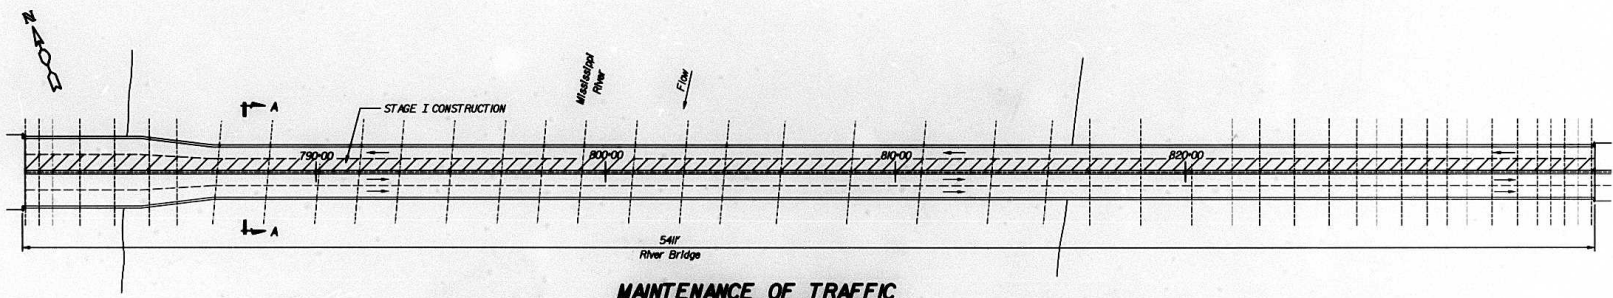 N
Mississippi
River
Flow
A
STAGE I CONSTRUCTION
790+00
800+00
810+00
820+00
A
5411'
River Bridge
MAINTENANCE OF TRAFFIC